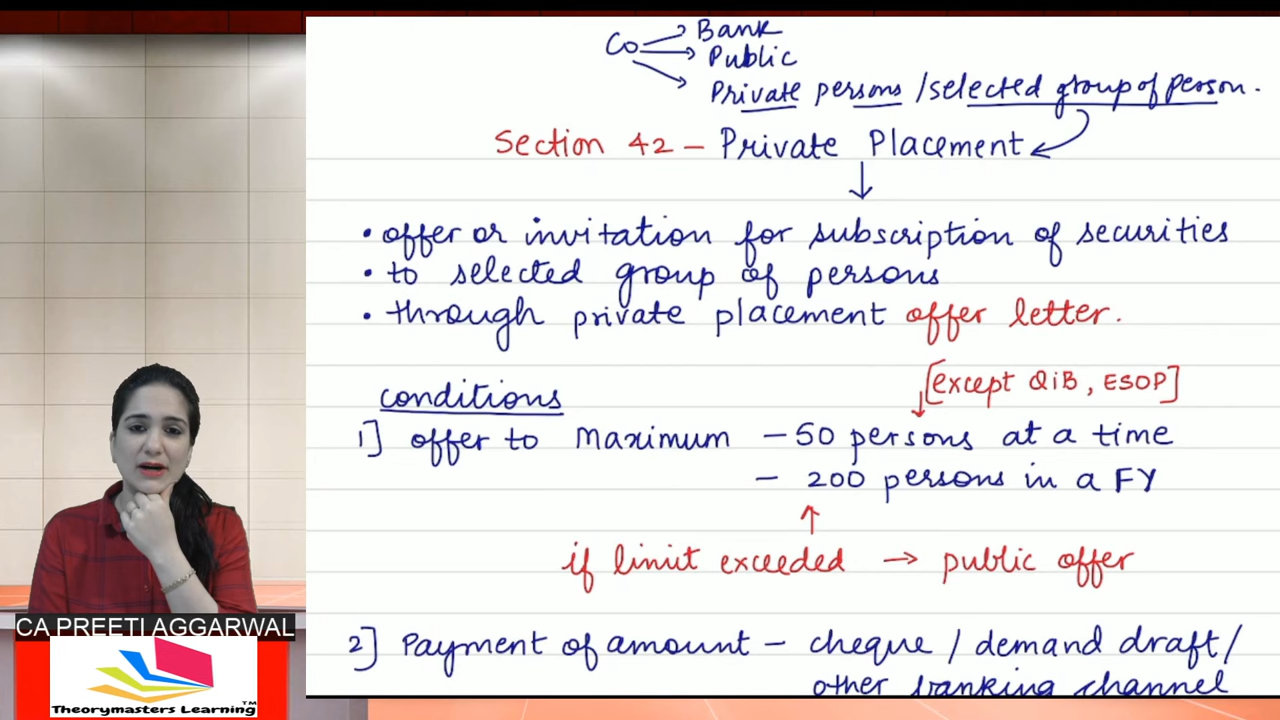 Co Bank
Public
Private persons /selected group of person.
Section 42 - Private Placement
• offer or invitation for subscription of securities
• to selected group of persons
• through private placement offer letter.
[except QiB, ESOP]
conditions
1] offer to maximum - 50 persons at a time
- 200 persons in a FY
if limit exceeded → public offer
2] Payment of amount - cheque / demand draft/
other banking channel
CA PREETI AGGARWAL
Theorymasters Learning™